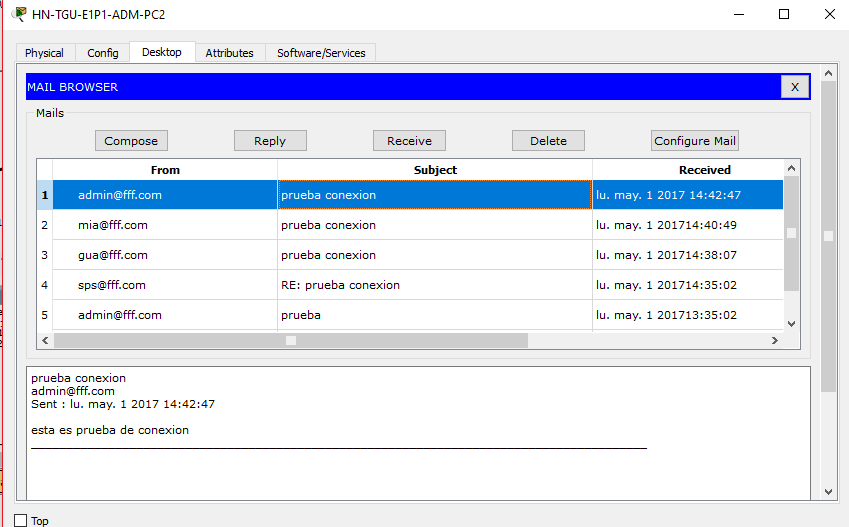 HN-TGU-E1P1-ADM-PC2
Physical Config Desktop Attributes Software/Services
MAIL BROWSER X
Mails
Compose Reply Receive Delete Configure Mail
From Subject Received
1 admin@fff.com prueba conexion lu. may. 1 2017 14:42:47
2 mia@fff.com prueba conexion lu. may. 1 201714:40:49
3 gua@fff.com prueba conexion lu. may. 1 201714:38:07
4 sps@fff.com RE: prueba conexion lu. may. 1 201714:35:02
5 admin@fff.com prueba lu. may. 1 201713:35:02
prueba conexion
admin@fff.com
Sent : lu. may. 1 2017 14:42:47
esta es prueba de conexion
Top